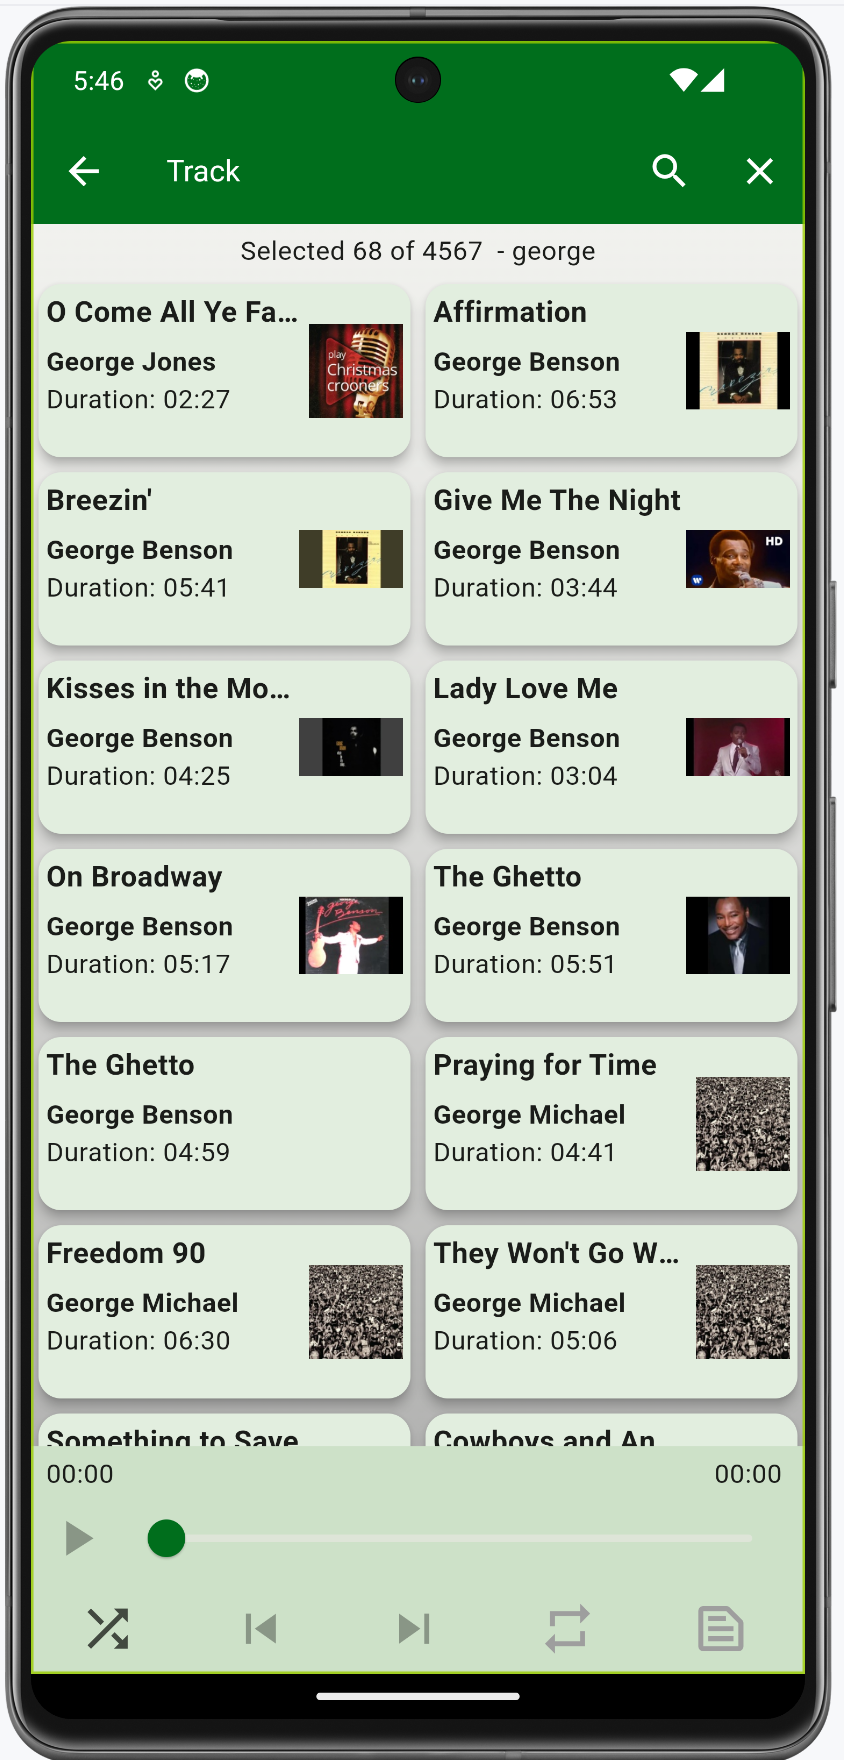 5:46
Track
Selected 68 of 4567 - george
O Come All Ye Fa...
George Jones
Duration: 02:27
play
Christmas
crooners
Affirmation
George Benson
Duration: 06:53
Breezin'
George Benson
Duration: 05:41
Give Me The Night
George Benson
Duration: 03:44
HD
Kisses in the Mo...
George Benson
Duration: 04:25
Lady Love Me
George Benson
Duration: 03:04
On Broadway
George Benson
Duration: 05:17
george
Benson
The Ghetto
George Benson
Duration: 05:51
The Ghetto
George Benson
Duration: 04:59
Praying for Time
George Michael
Duration: 04:41
Freedom 90
George Michael
Duration: 06:30
They Won't Go W...
George Michael
Duration: 05:06
Something to Save
Cowboys and An
00:00
00:00